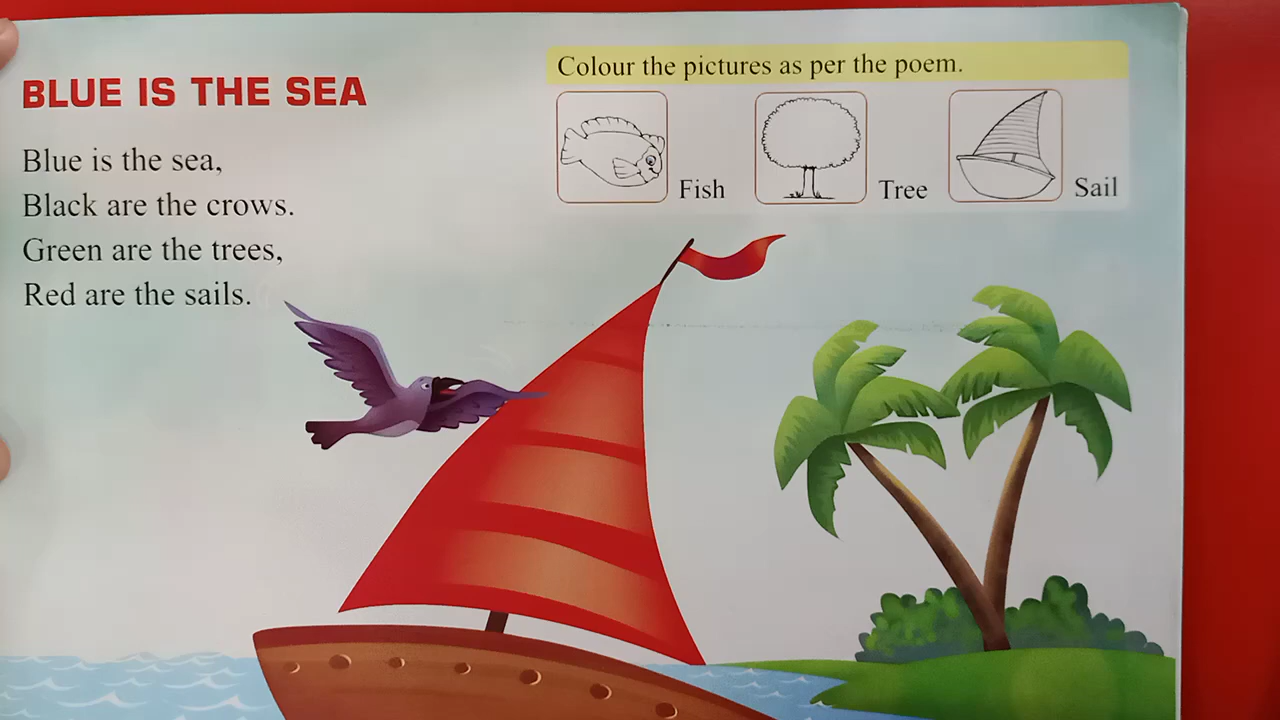 BLUE IS THE SEA
Blue is the sea,
Black are the crows.
Green are the trees,
Red are the sails.
Colour the pictures as per the poem.
Fish
Tree
Sail